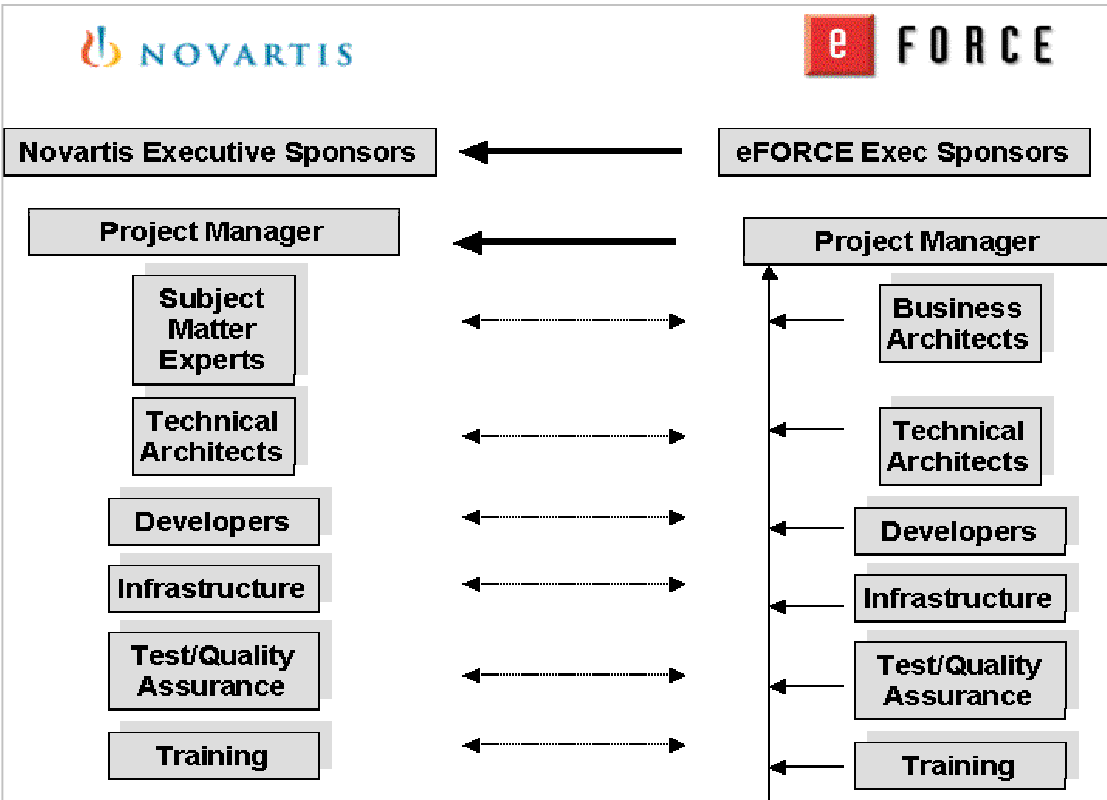 NOVARTIS
e FORCE
Novartis Executive Sponsors
eFORCE Exec Sponsors
Project Manager
Project Manager
Subject
Matter
Experts
Business
Architects
Technical
Architects
Technical
Architects
Developers
Developers
Infrastructure
Infrastructure
Test/Quality
Assurance
Test/Quality
Assurance
Training
Training